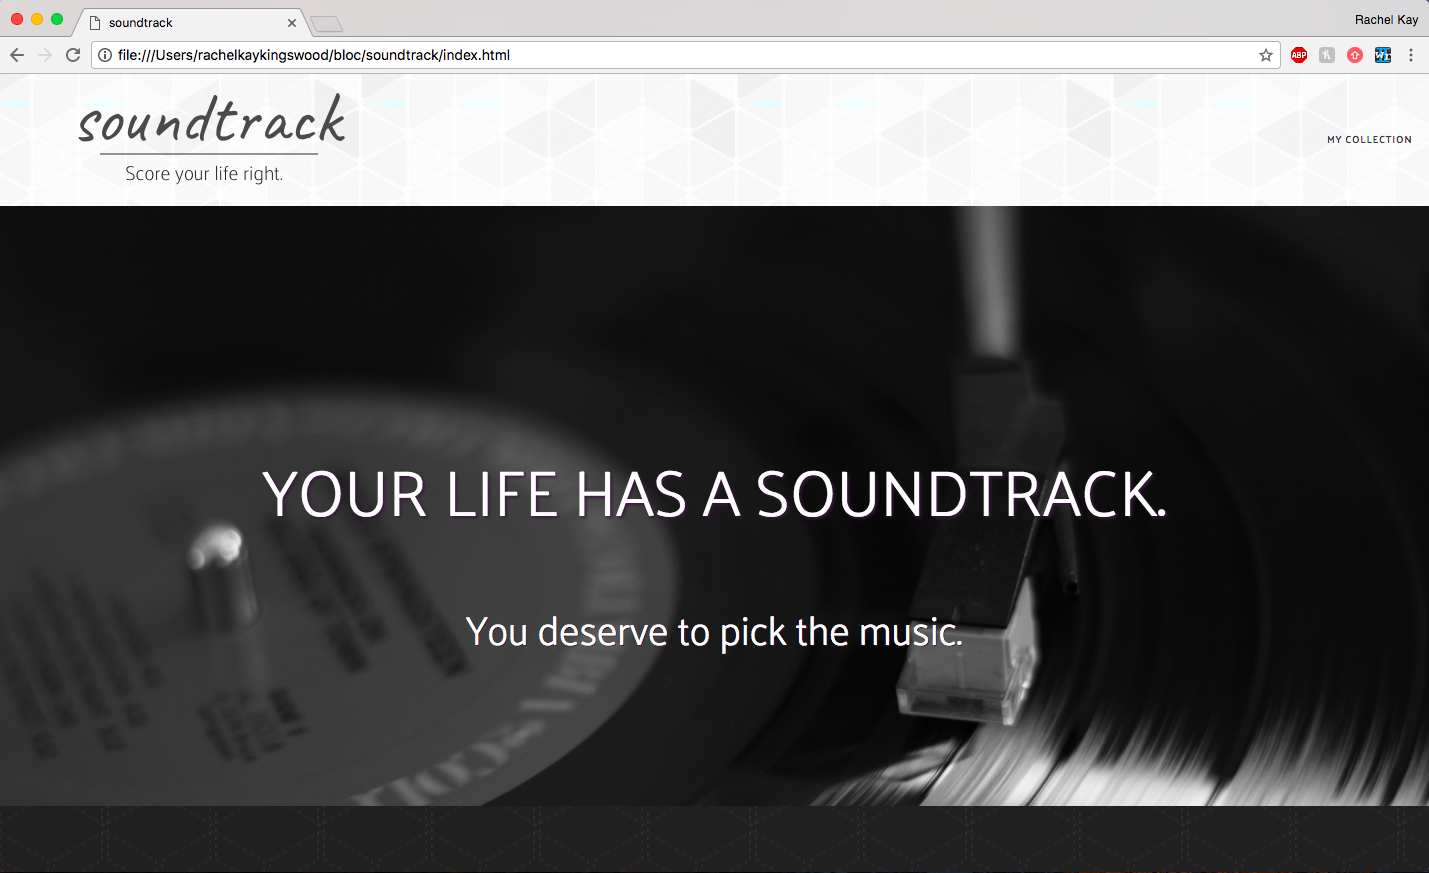 soundtrack
Rachel Kay
file:///Users/rachelkaykingswood/bloc/soundtrack/index.html
ABP
soundtrack
MY COLLECTION
Score your life right.
YOUR LIFE HAS A SOUNDTRACK.
You deserve to pick the music.